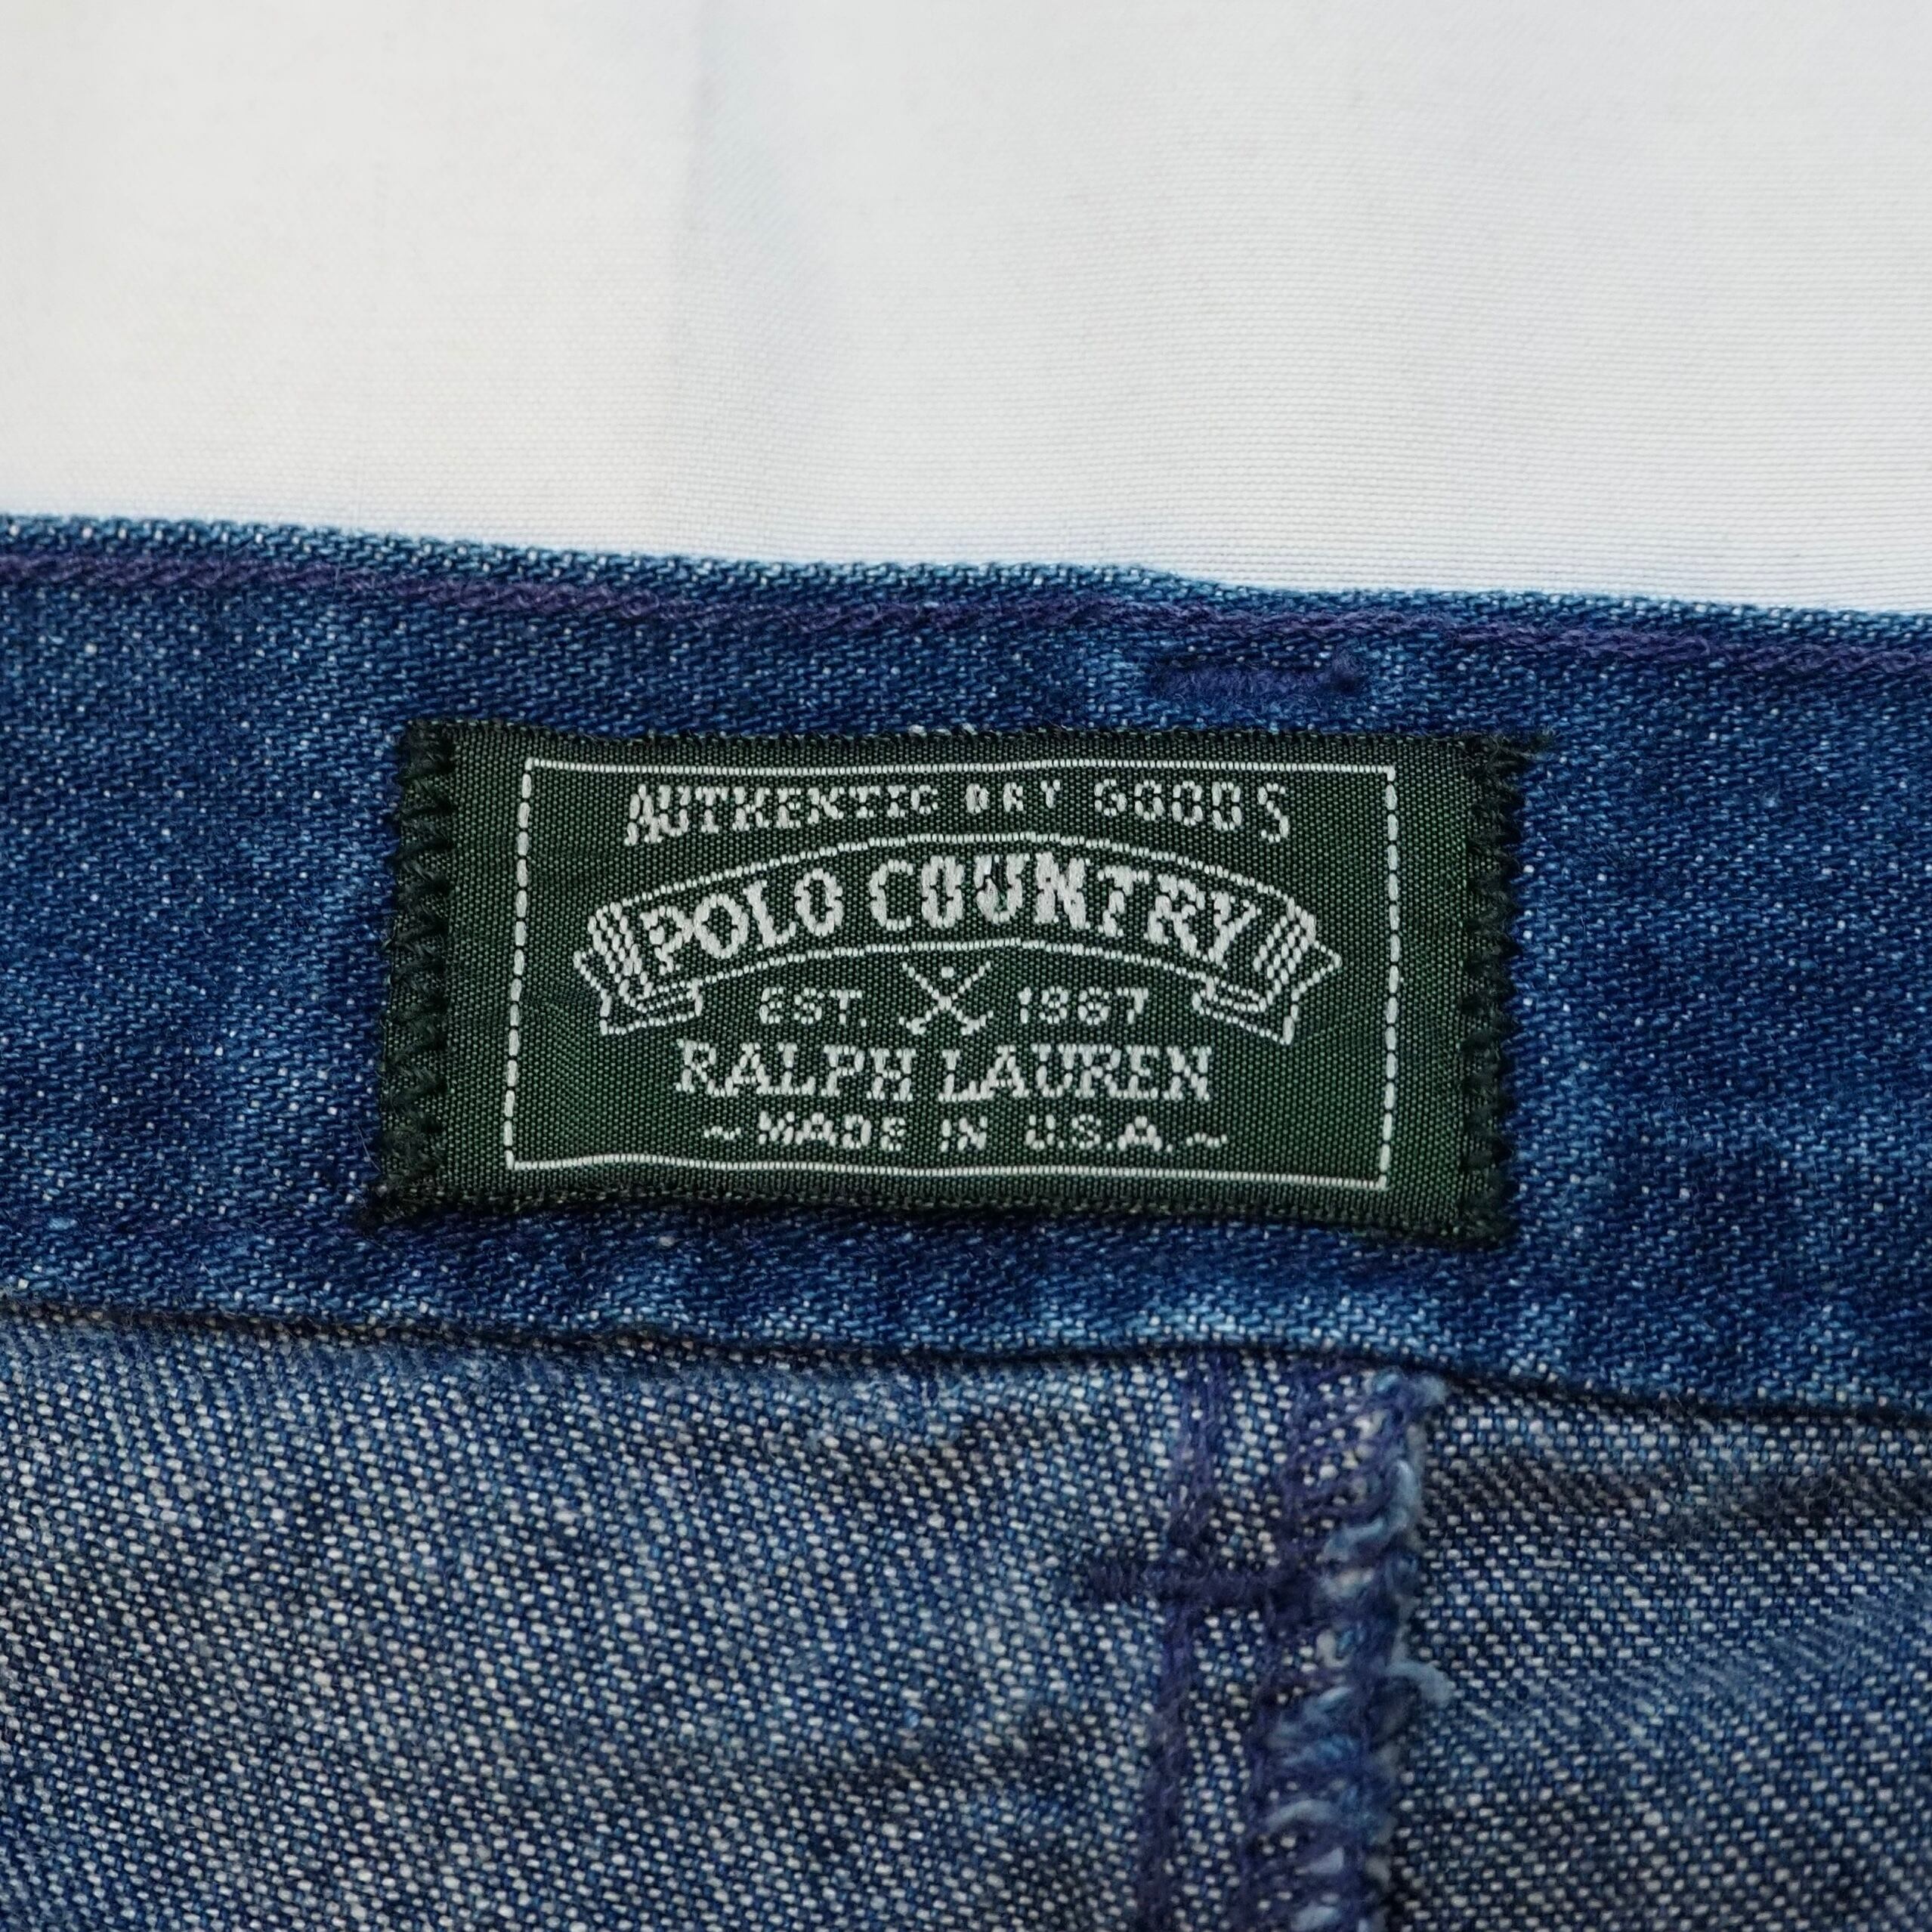 AUTHENTIC DRY GOODS
POLO COUNTRY
EST. 1967
RALPH LAUREN
~MADE IN U.S.A.~